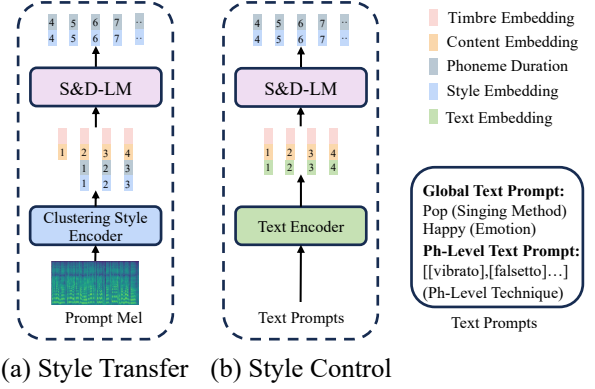 4 5 6 7 ..
4 5 6 7 ..
S&D-LM
1 2 3 4
1 2 3
1 2 3
Clustering Style
Encoder
Prompt Mel
(a) Style Transfer
4 5 6 7 ..
4 5 6 7 ..
S&D-LM
1 2 3 4
1 2 3 4
Text Encoder
Text Prompts
(b) Style Control
Timbre Embedding
Content Embedding
Phoneme Duration
Style Embedding
Text Embedding
Global Text Prompt:
Pop (Singing Method)
Happy (Emotion)
Ph-Level Text Prompt:
[[vibrato],[falsetto]…]
(Ph-Level Technique)
Text Prompts